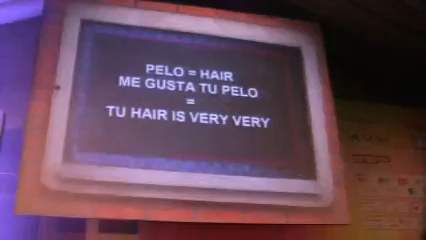 PELO = HAIR
ME GUSTA TU PELO
=
TU HAIR IS VERY VERY